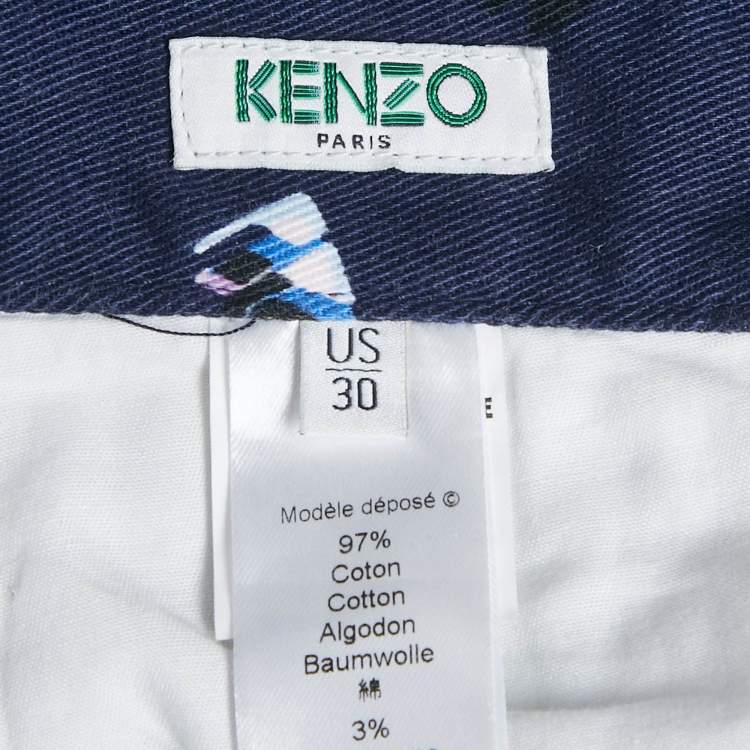 KENZO
PARIS
US
30
E
Modèle déposé ©
97%
Coton
Cotton
Algodon
Baumwolle
綿
3%